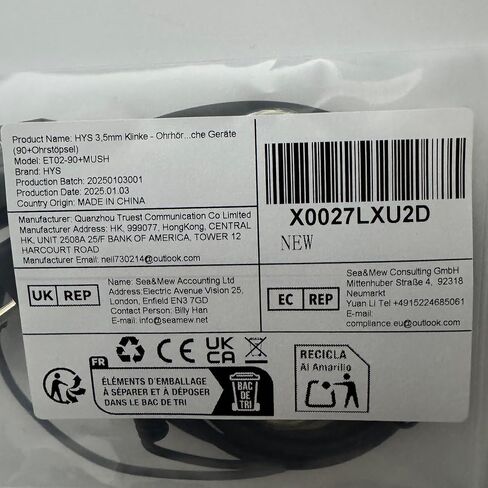 Product Name: HYS 3,5mm Klinke - Ohrhör...che Geräte
(90+Ohrstöpsel)
Model: ET02-90+MUSH
Brand: HYS
Production Batch: 20250103001
Production Date: 2025.01.03
Country Origin: MADE IN CHINA
X0027LXU2D
NEW
Manufacturer: Quanzhou Truest Communication Co Limited
Manufacturer Address: HK, 999077, HongKong, CENTRAL
HK, UNIT 2508A 25/F BANK OF AMERICA, TOWER 12
HARCOURT ROAD
Manufacturer Email: neil730214@outlook.com
UK REP
Name: Sea&Mew Accounting Ltd
Address:Electric Avenue Vision 25,
London, Enfield EN3 7GD
Contact Person: Billy Han
E-mail: info@seamew.net
EC REP
Sea&Mew Consulting GmbH
Mittenhuber Straße 4, 92318
Neumarkt
Yuan Li Tel +4915224685061
E-mail:
compliance.eu@outlook.com
FR
CE
UK
CA
ÉLÉMENTS D'EMBALLAGE
À SÉPARER ET À DÉPOSER
DANS LE BAC DE TRI
BAC
DE
TRI
RECICLA
Al Amarillo